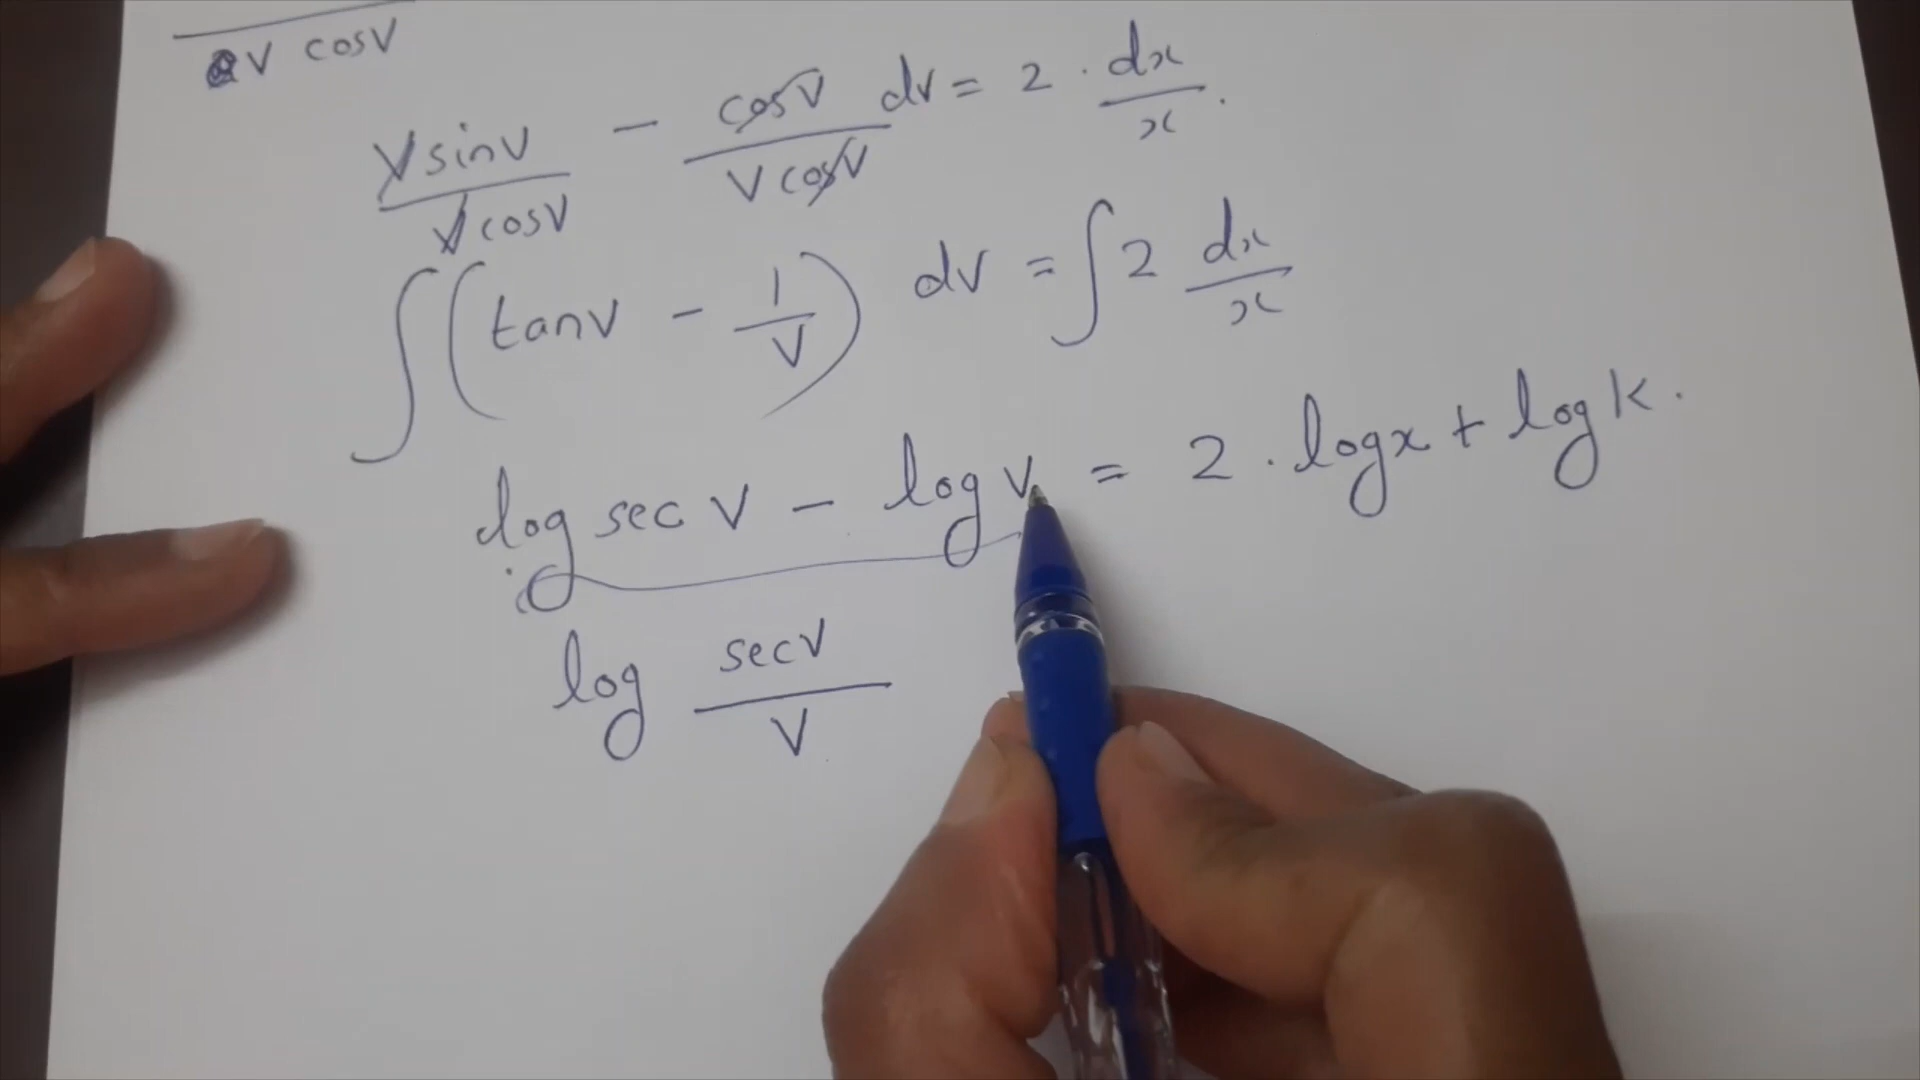 v cosv
vsinv/vcosv - cosv/vcosv dv = 2 · dx/x.
∫(tanv - 1/v) dv = ∫2 dx/x
log sec v - log v = 2 · logx + log k.
log secv/v